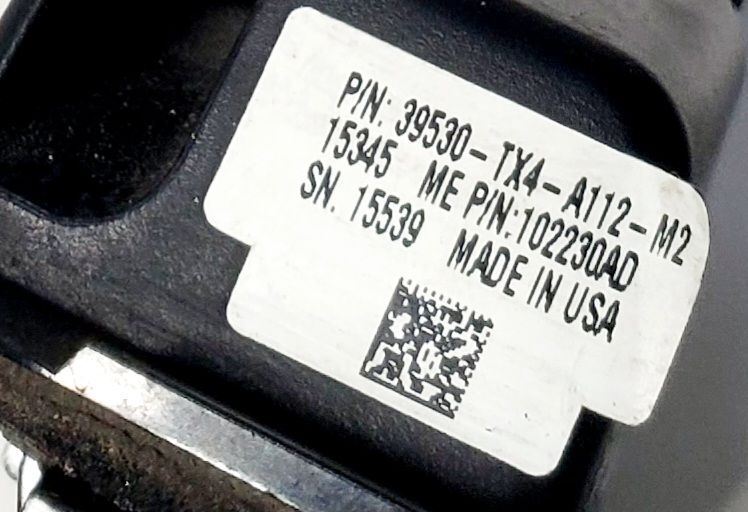 P/N: 39530-TX4-A112-M2
15345 ME P/N:102230AD
SN. 15539 MADE IN USA